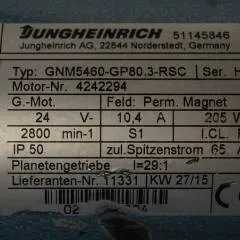 JUNGHEINRICH 51145846
Jungheinrich AG, 22844 Norderstedt, Germany
Typ: GNM5460-GP80.3-RSC Ser.
Motor-Nr. 4242294
G.-Mot. Feld: Perm. Magnet
24 V- 10,4 A 205
2800 min-1 S1 I.CL.
IP 50 zul.Spitzenstrom 65
Planetengetriebe I=29:1
Lieferanten-Nr. 11331 KW 27/15
02